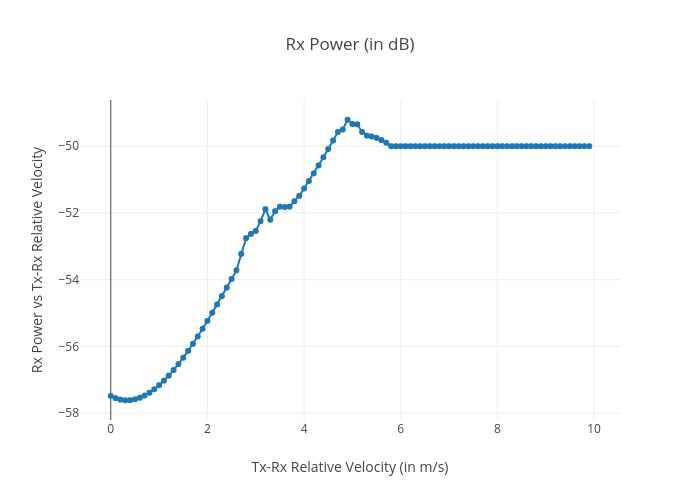 Rx Power (in dB)
Rx Power vs Tx-Rx Relative Velocity
−50
−52
−54
−56
−58
0 2 4 6 8 10
Tx-Rx Relative Velocity (in m/s)